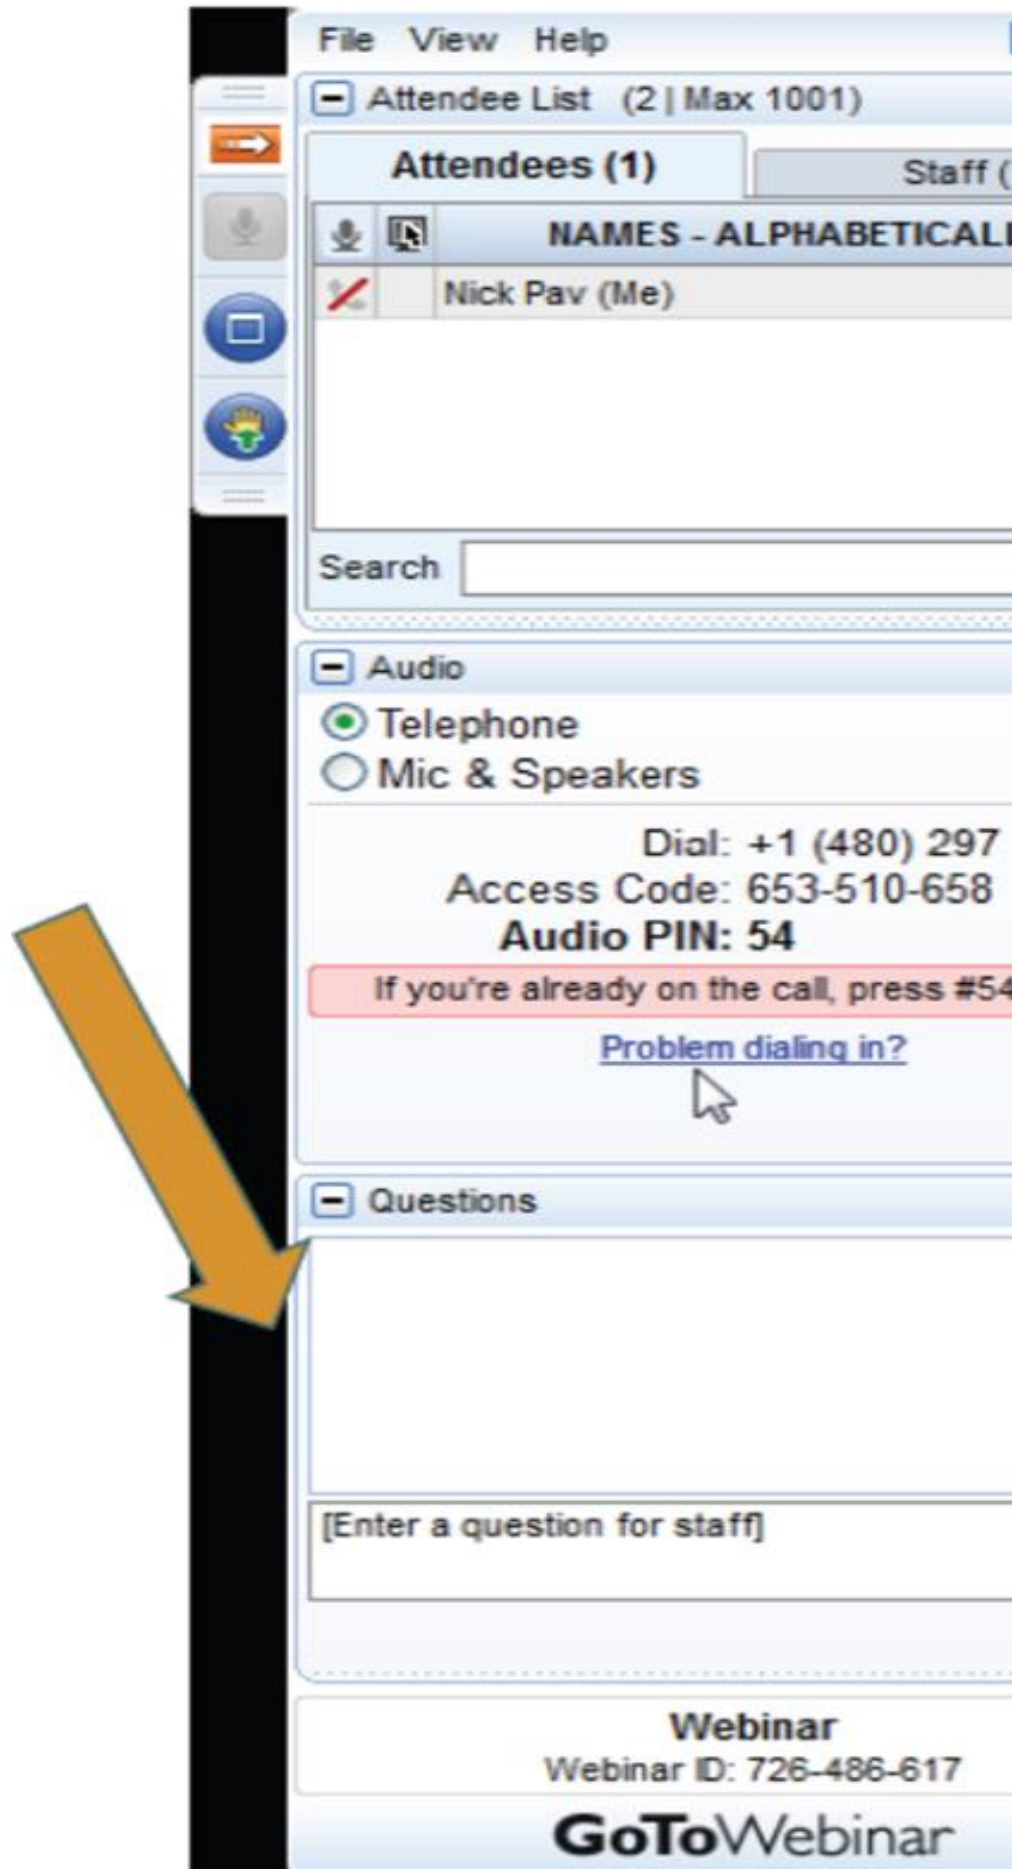 File View Help
Attendee List (2 | Max 1001)
Attendees (1) Staff (
NAMES - ALPHABETICALL
Nick Pav (Me)
Search
Audio
Telephone
Mic & Speakers
Dial: +1 (480) 297
Access Code: 653-510-658
Audio PIN: 54
If you're already on the call, press #54
Problem dialing in?
Questions
[Enter a question for staff]
Webinar
Webinar ID: 726-486-617
GoToWebinar